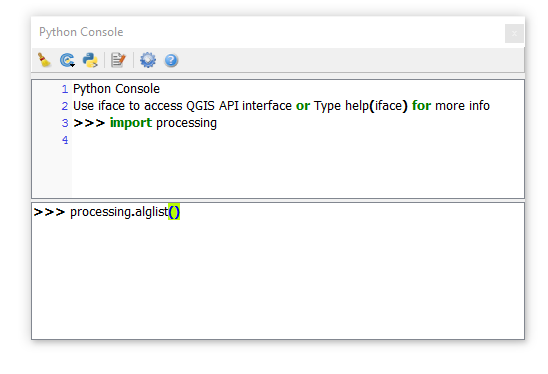 Python Console
1 Python Console
2 Use iface to access QGIS API interface or Type help(iface) for more info
3 >>> import processing
4
>>> processing.alglist()